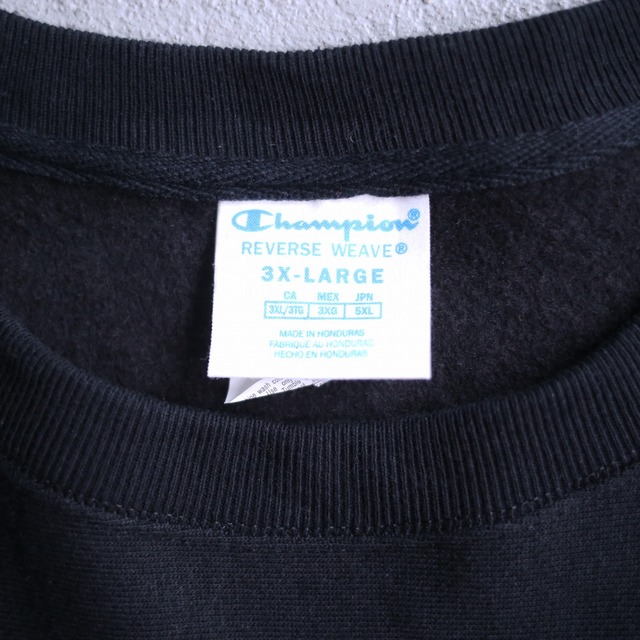 Champion®
REVERSE WEAVE®
3X-LARGE
CA MEX JPN
3XL/3TG 3XG 5XL
MADE IN HONDURAS
FABRIQUÉ AU HONDURAS
HECHO EN HONDURAS
wash